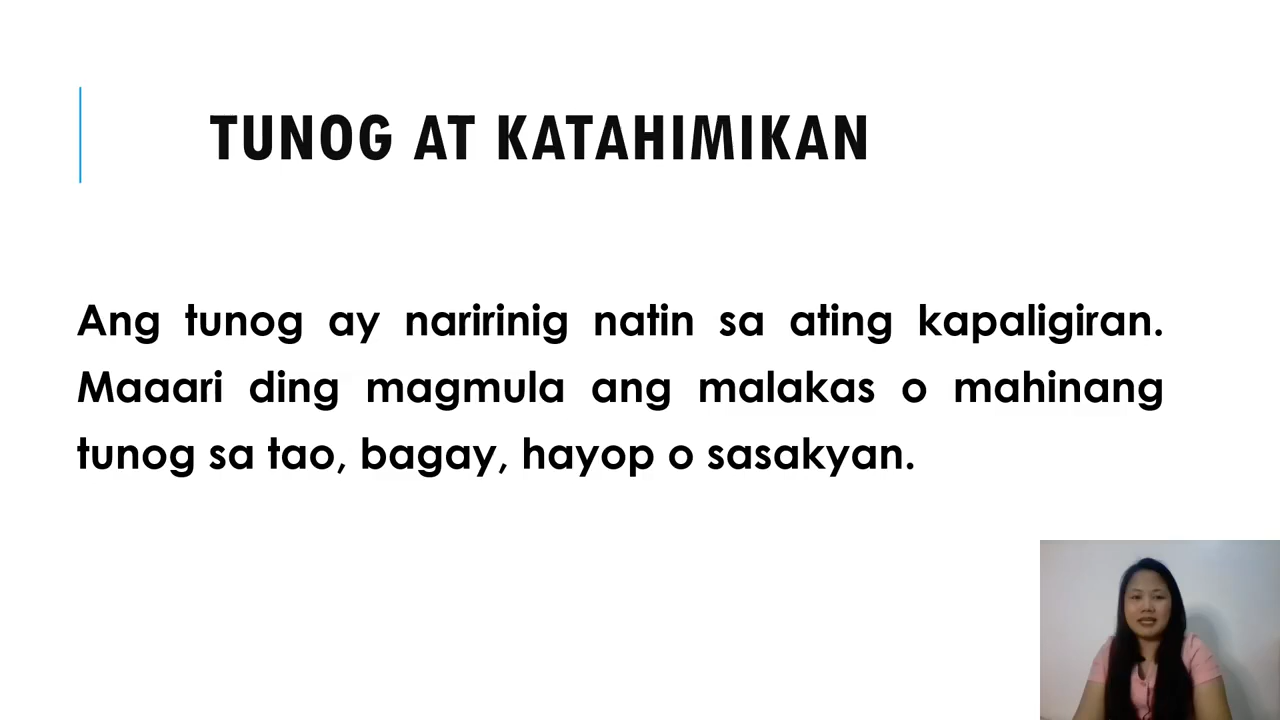 TUNOG AT KATAHIMIKAN
Ang tunog ay naririnig natin sa ating kapaligiran.
Maaari ding magmula ang malakas o mahinang
tunog sa tao, bagay, hayop o sasakyan.